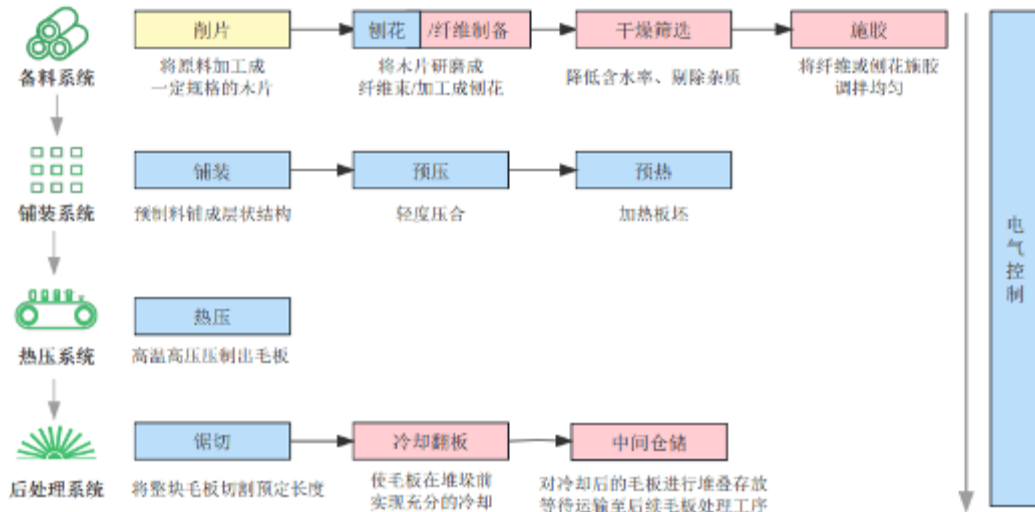 削片
刨花/纤维制备
干燥筛选
施胶
备料系统
将原料加工成
一定规格的木片
将木片研磨成
纤维束/加工成刨花
降低含水率、剔除杂质
将纤维或刨花施胶
调拌均匀
铺装
预压
预热
铺装系统
预制料铺成层状结构
轻度压合
加热板坯
热压
热压系统
高温高压压制出毛板
锯切
冷却翻板
中间仓储
后处理系统
将整块毛板切割预定长度
使毛板在堆垛前
实现充分的冷却
对冷却后的毛板进行堆叠存放
等待运输至后续毛板处理工序
电气控制